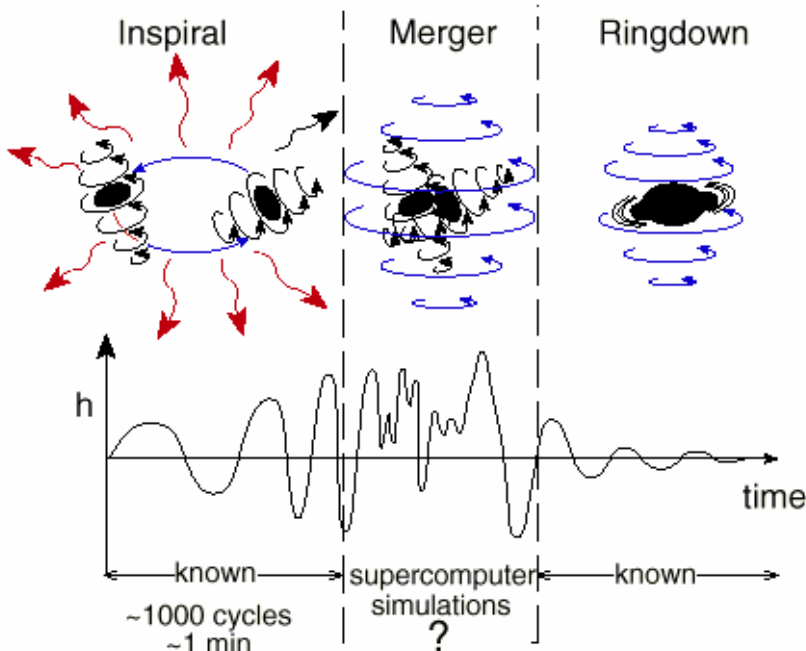 Inspiral
Merger
Ringdown
h
time
known
supercomputer
simulations
?
known
~1000 cycles
~1 min